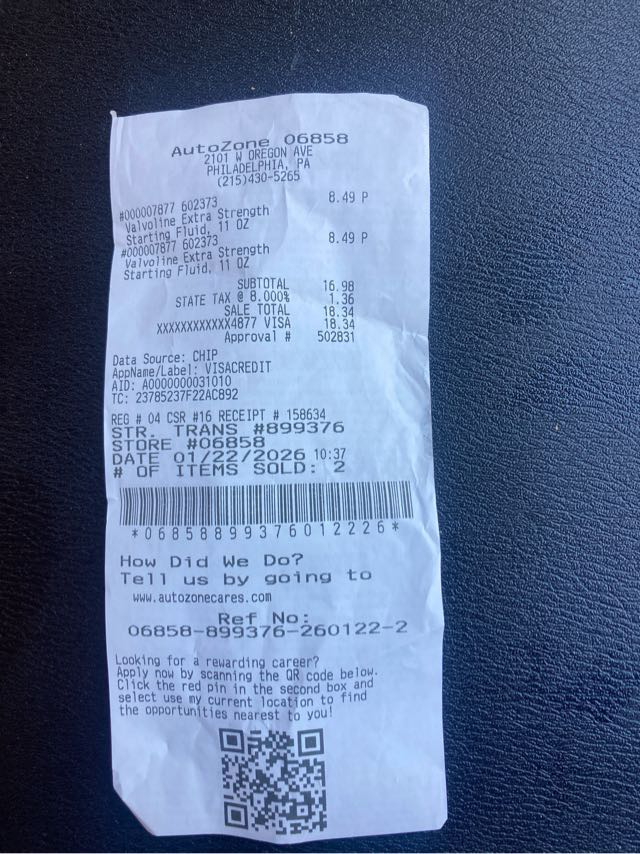 AutoZone 06858
2101 W OREGON AVE
PHILADELPHIA, PA
(215)430-5265
#000007877 602373 8.49 P
Valvoline Extra Strength
Starting Fluid, 11 OZ
#000007877 602373 8.49 P
Valvoline Extra Strength
Starting Fluid, 11 OZ
SUBTOTAL 16.98
STATE TAX @ 8.000% 1.36
SALE TOTAL 18.34
XXXXXXXXXXXX4877 VISA 18.34
Approval # 502831
Data Source: CHIP
AppName/Label: VISACREDIT
AID: A0000000031010
TC: 23785237F22AC892
REG # 04 CSR #16 RECEIPT # 158634
STR. TRANS #899376
STORE #06858
DATE 01/22/2026 10:37
# OF ITEMS SOLD: 2
*068588993760122​26*
How Did We Do?
Tell us by going to
www.autozonecares.com
Ref No:
06858-899376-260122-2
Looking for a rewarding career?
Apply now by scanning the QR code below.
Click the red pin in the second box and
select use my current location to find
the opportunities nearest to you!